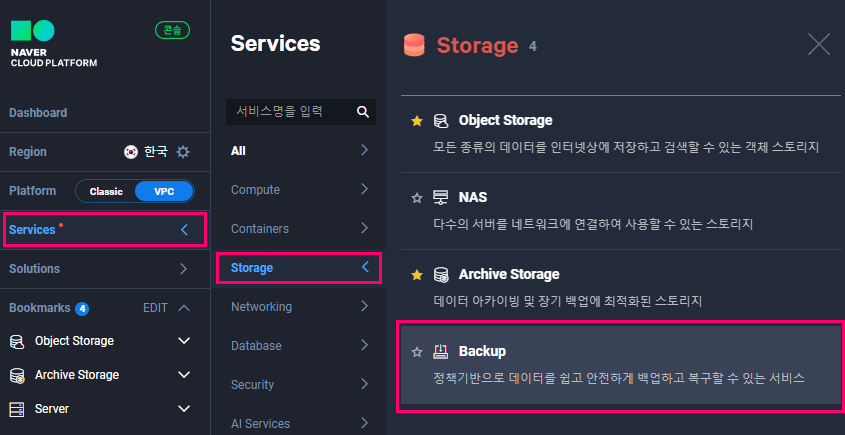 콘솔
NAVER
CLOUD PLATFORM
Dashboard
Region
한국
Platform
Classic
VPC
Services
Solutions
Bookmarks 4
EDIT
Object Storage
Archive Storage
Server
Services
서비스명을 입력
All
Compute
Containers
Storage
Networking
Database
Security
AI Services
Storage 4
Object Storage
모든 종류의 데이터를 인터넷상에 저장하고 검색할 수 있는 객체 스토리지
NAS
다수의 서버를 네트워크에 연결하여 사용할 수 있는 스토리지
Archive Storage
데이터 아카이빙 및 장기 백업에 최적화된 스토리지
Backup
정책기반으로 데이터를 쉽고 안전하게 백업하고 복구할 수 있는 서비스